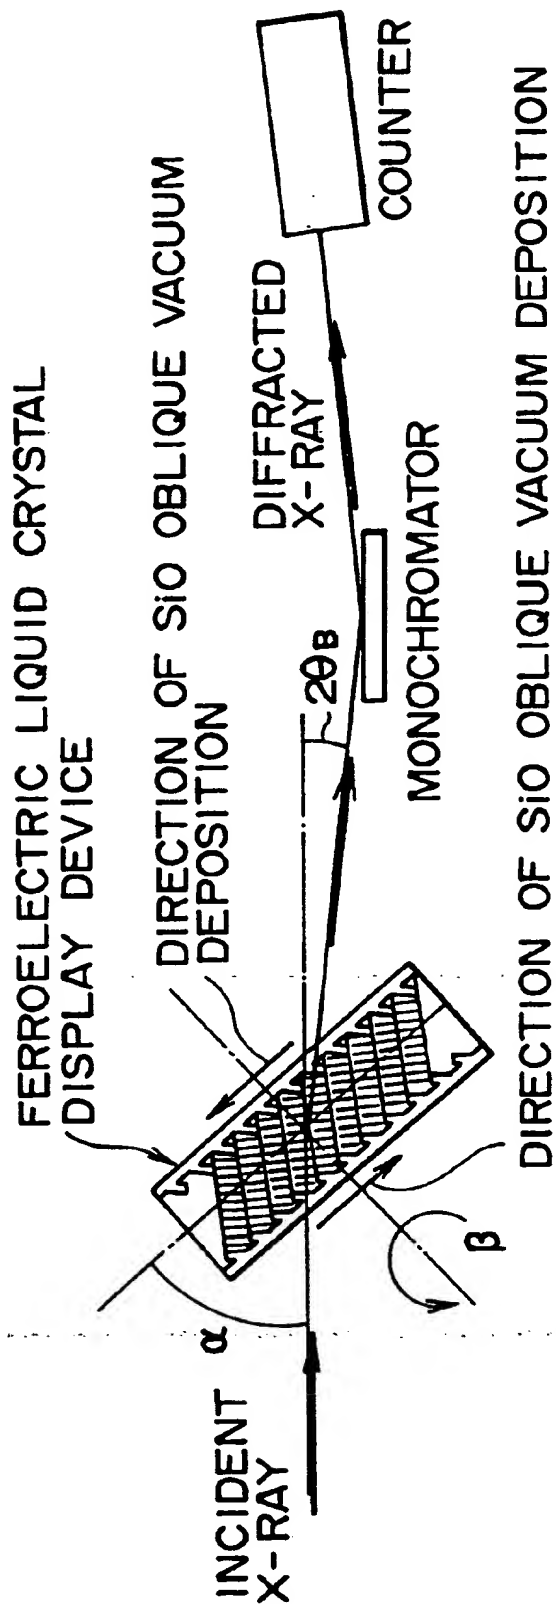 FERROELECTRIC LIQUID CRYSTAL
DISPLAY DEVICE
DIRECTION OF SiO OBLIQUE VACUUM
DEPOSITION
DIFFRACTED
X-RAY
COUNTER
INCIDENT
X-RAY
α
2θB
MONOCHROMATOR
β
DIRECTION OF SiO OBLIQUE VACUUM DEPOSITION